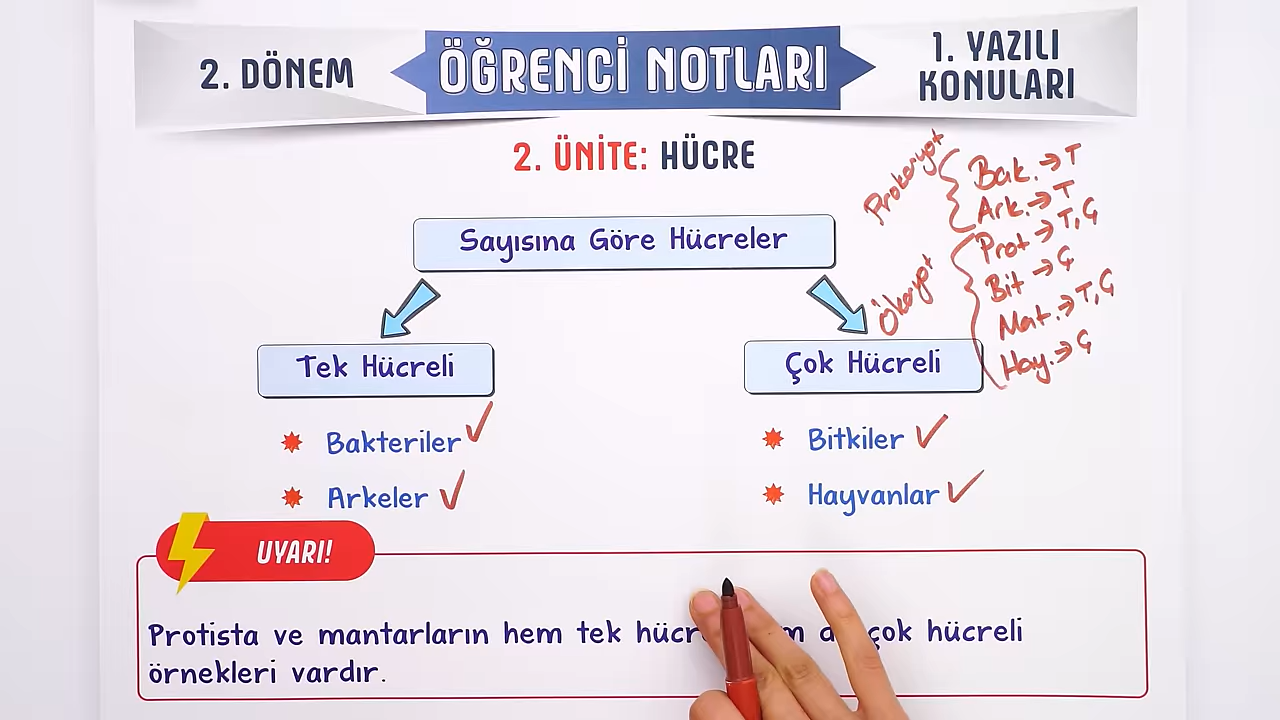 2. DÖNEM
ÖĞRENCİ NOTLARI
1. YAZILI
KONULARI
2. ÜNİTE: HÜCRE
Sayısına Göre Hücreler
Tek Hücreli
Bakteriler
Arkeler
Çok Hücreli
Bitkiler
Hayvanlar
Prokaryot
Bak. → T
Ark. → T
Ökaryot
Prot → T, Ç
Bit → Ç
Mat. → T, Ç
Hay. → Ç
UYARI!
Protista ve mantarların hem tek çok hücreli
örnekleri vardır.